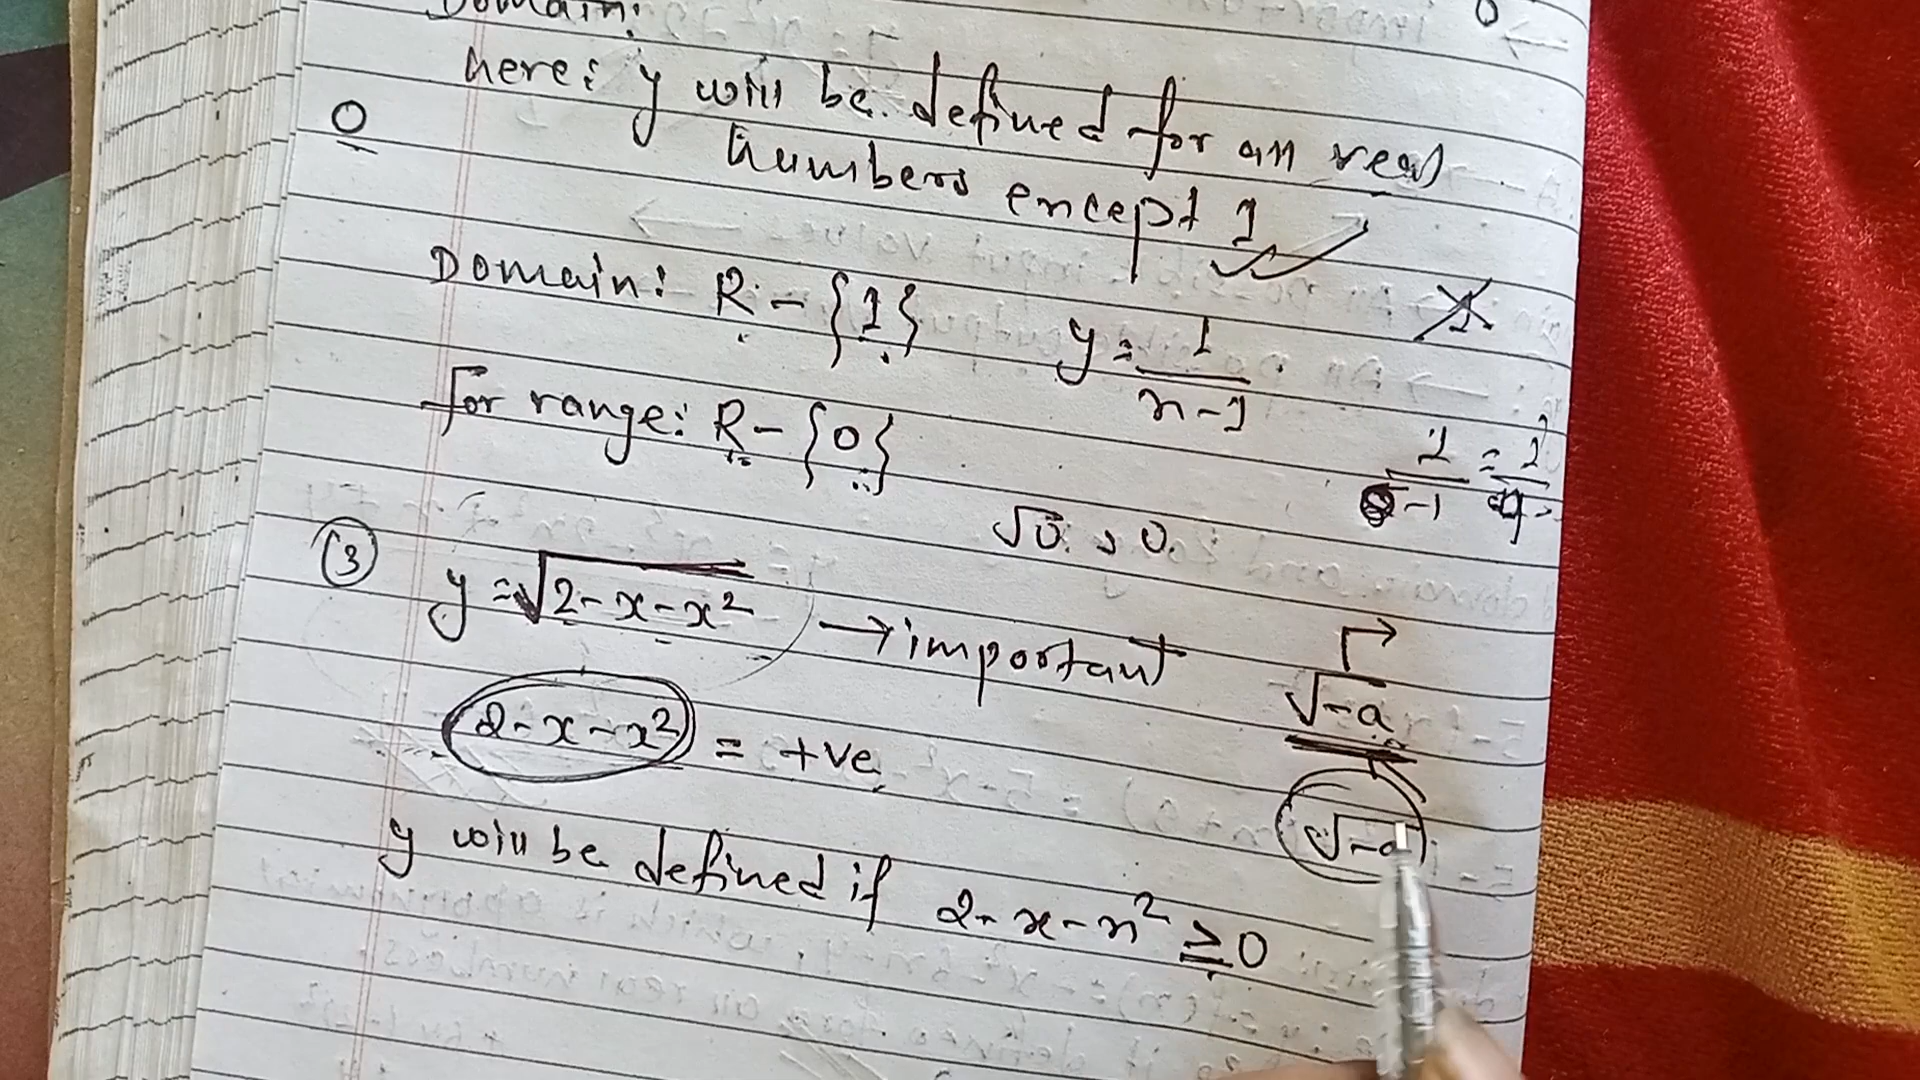 Domain:
here: y will be defined for all real
numbers except 1
Domain: R - {1} y = 1/(x-1)
for range: R - {0}
√0 , 0.
③ y = √(2-x-x²) → important
√-a
2-x-x² = +ve
√-a
y will be defined if 2-x-x² ≥ 0